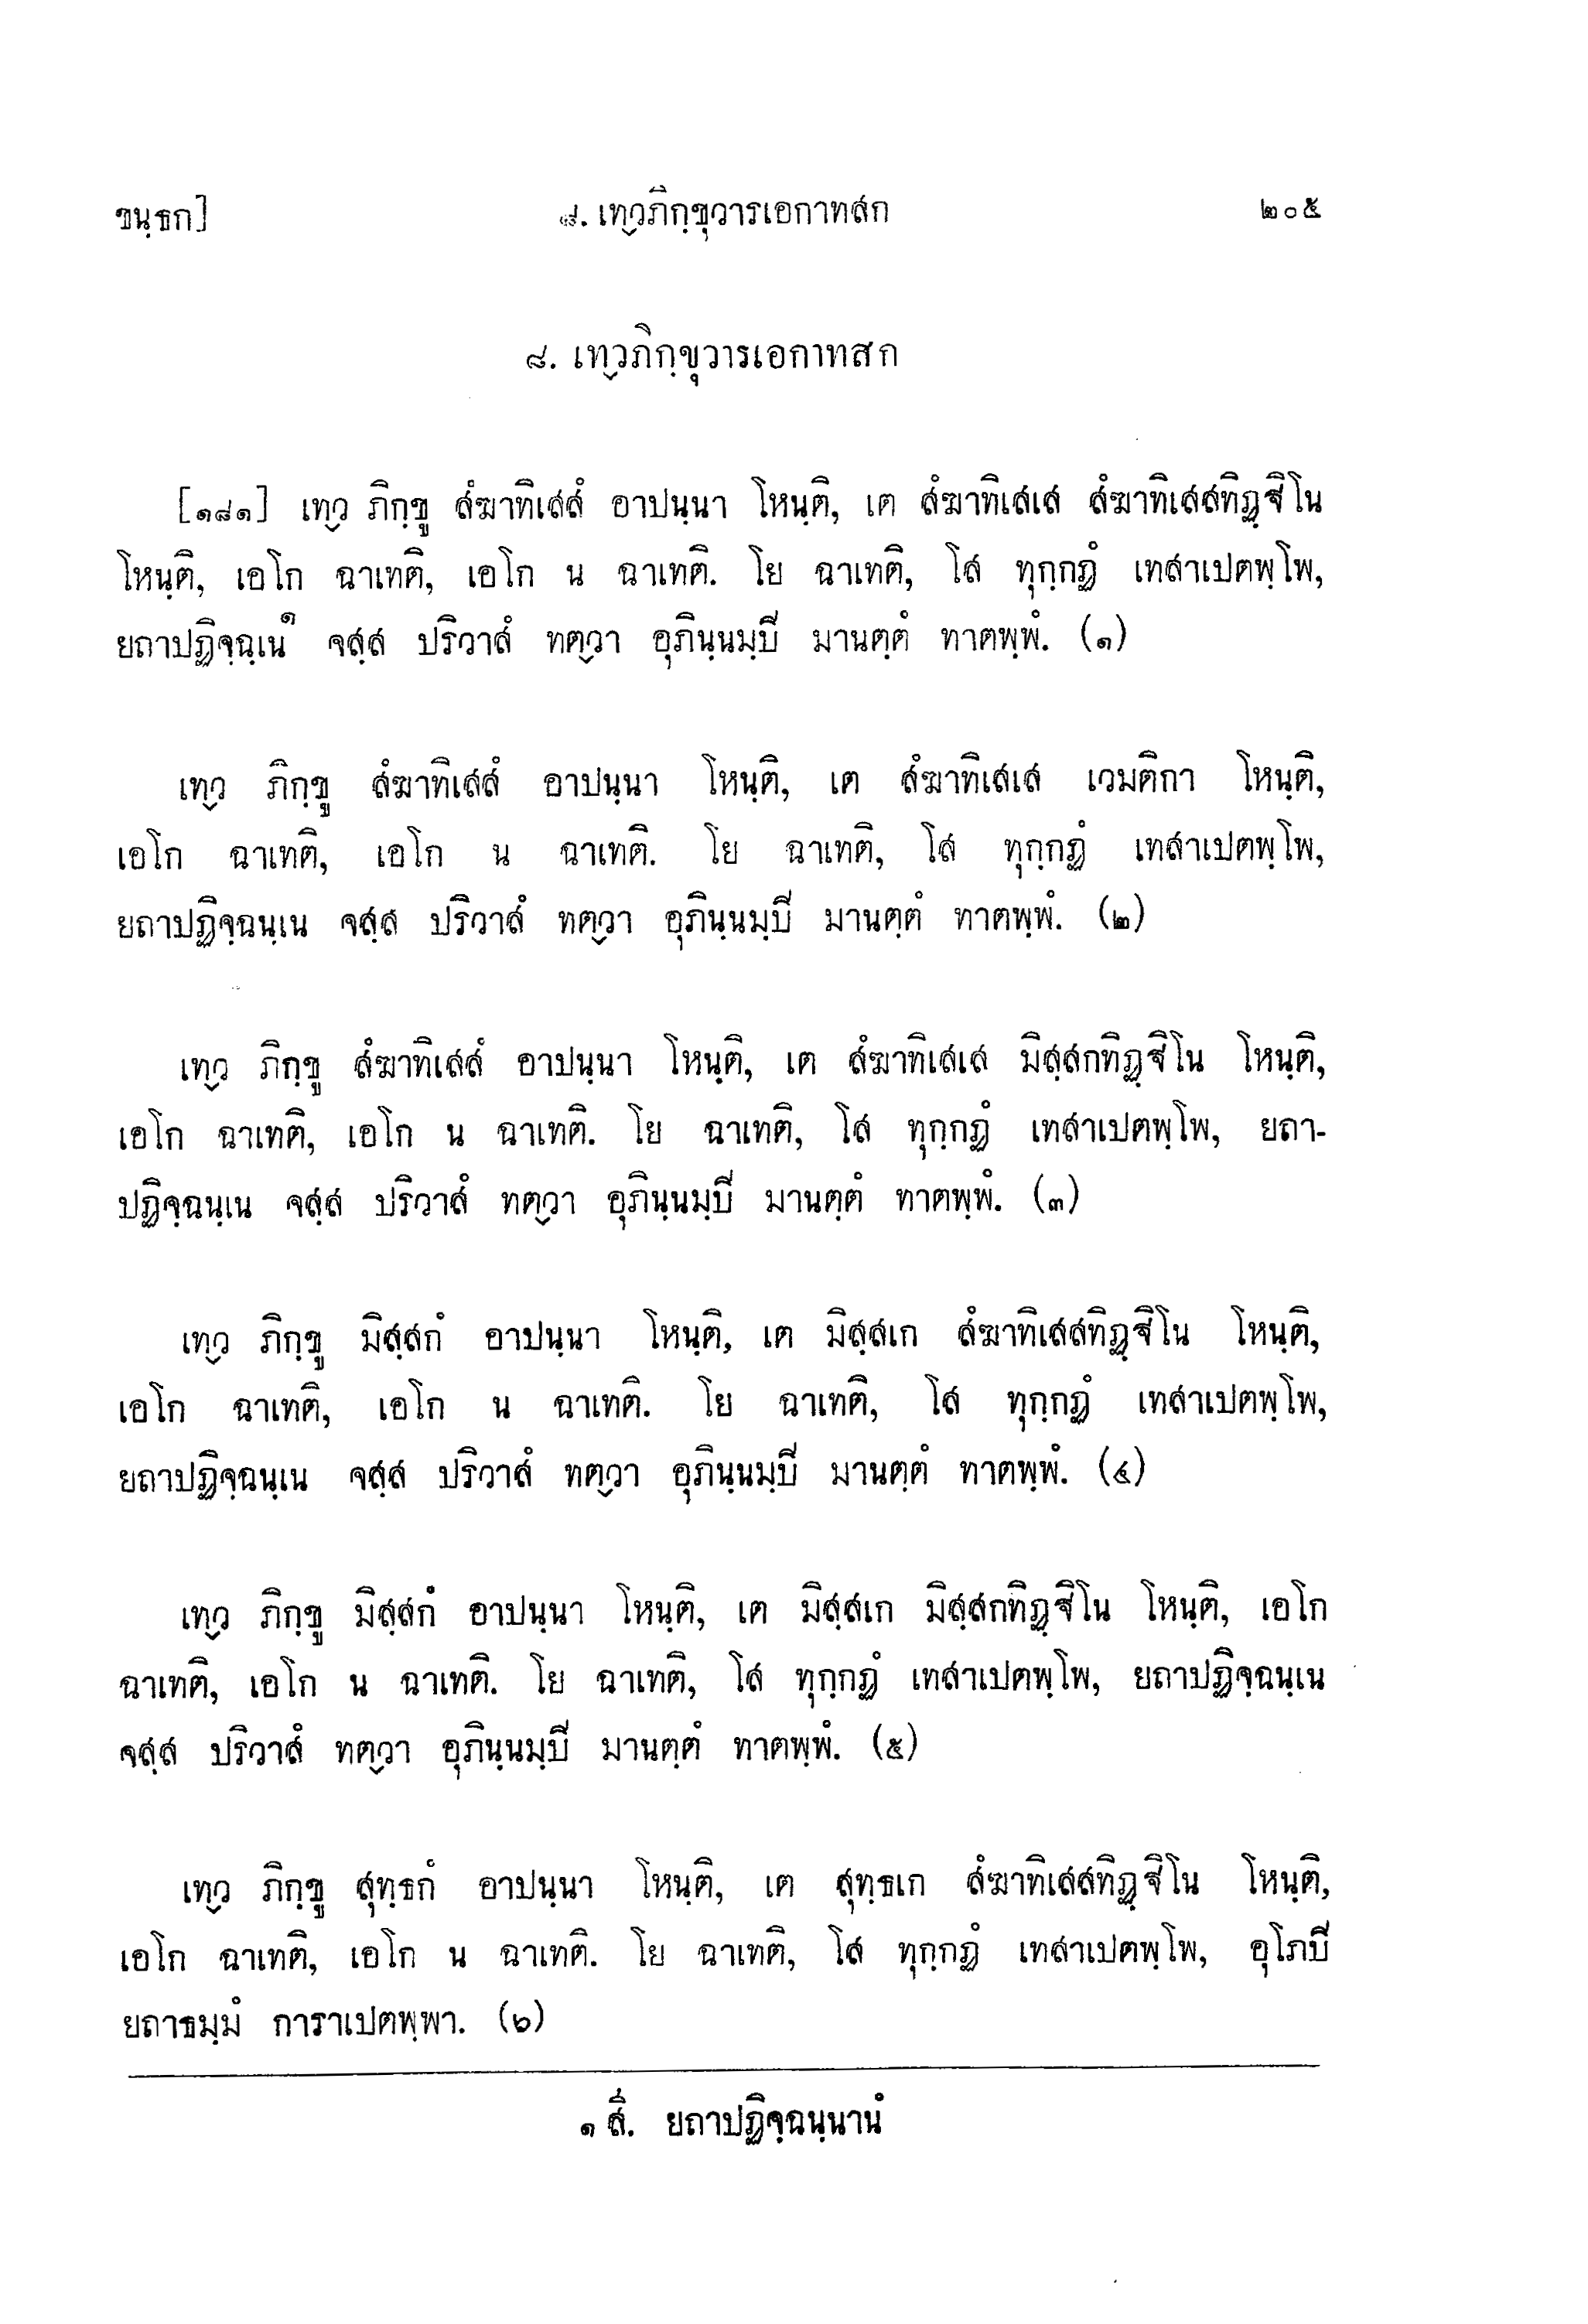 ขนฺธก]
๘. เทฺวภิกฺขุวารเอกาทสก
๒๐๕
๘. เทฺวภิกฺขุวารเอกาทสก
[๑๘๑] เทฺว ภิกฺขู สํฆาทิเสสํ อาปนฺนา โหนฺติ, เต สํฆาทิเสเส สํฆาทิเสสทิฏฺฐิโน
โหนฺติ, เอโก ฉาเทติ, เอโก น ฉาเทติ. โย ฉาเทติ, โส ทุกฺกฏํ เทสาเปตพฺโพ,
ยถาปฏิจฺฉนฺเน๑ จสฺส ปริวาสํ ทตฺวา อุภินฺนมฺปิ มานตฺตํ ทาตพฺพํ. (๑)
เทฺว ภิกฺขู สํฆาทิเสสํ อาปนฺนา โหนฺติ, เต สํฆาทิเสเส เวมติกา โหนฺติ,
เอโก ฉาเทติ, เอโก น ฉาเทติ. โย ฉาเทติ, โส ทุกฺกฏํ เทสาเปตพฺโพ,
ยถาปฏิจฺฉนฺเน จสฺส ปริวาสํ ทตฺวา อุภินฺนมฺปิ มานตฺตํ ทาตพฺพํ. (๒)
เทฺว ภิกฺขู สํฆาทิเสสํ อาปนฺนา โหนฺติ, เต สํฆาทิเสเส มิสฺสกทิฏฺฐิโน โหนฺติ,
เอโก ฉาเทติ, เอโก น ฉาเทติ. โย ฉาเทติ, โส ทุกฺกฏํ เทสาเปตพฺโพ, ยถา-
ปฏิจฺฉนฺเน จสฺส ปริวาสํ ทตฺวา อุภินฺนมฺปิ มานตฺตํ ทาตพฺพํ. (๓)
เทฺว ภิกฺขู มิสฺสกํ อาปนฺนา โหนฺติ, เต มิสฺสเก สํฆาทิเสสทิฏฺฐิโน โหนฺติ,
เอโก ฉาเทติ, เอโก น ฉาเทติ. โย ฉาเทติ, โส ทุกฺกฏํ เทสาเปตพฺโพ,
ยถาปฏิจฺฉนฺเน จสฺส ปริวาสํ ทตฺวา อุภินฺนมฺปิ มานตฺตํ ทาตพฺพํ. (๔)
เทฺว ภิกฺขู มิสฺสกํ อาปนฺนา โหนฺติ, เต มิสฺสเก มิสฺสกทิฏฺฐิโน โหนฺติ, เอโก
ฉาเทติ, เอโก น ฉาเทติ. โย ฉาเทติ, โส ทุกฺกฏํ เทสาเปตพฺโพ, ยถาปฏิจฺฉนฺเน
จสฺส ปริวาสํ ทตฺวา อุภินฺนมฺปิ มานตฺตํ ทาตพฺพํ. (๕)
เทฺว ภิกฺขู สุทฺธกํ อาปนฺนา โหนฺติ, เต สุทฺธเก สํฆาทิเสสทิฏฺฐิโน โหนฺติ,
เอโก ฉาเทติ, เอโก น ฉาเทติ. โย ฉาเทติ, โส ทุกฺกฏํ เทสาเปตพฺโพ, อุโภปิ
ยถาธมฺมํ การาเปตพฺพา. (๖)
๑ สี. ยถาปฏิจฺฉนฺนานํ